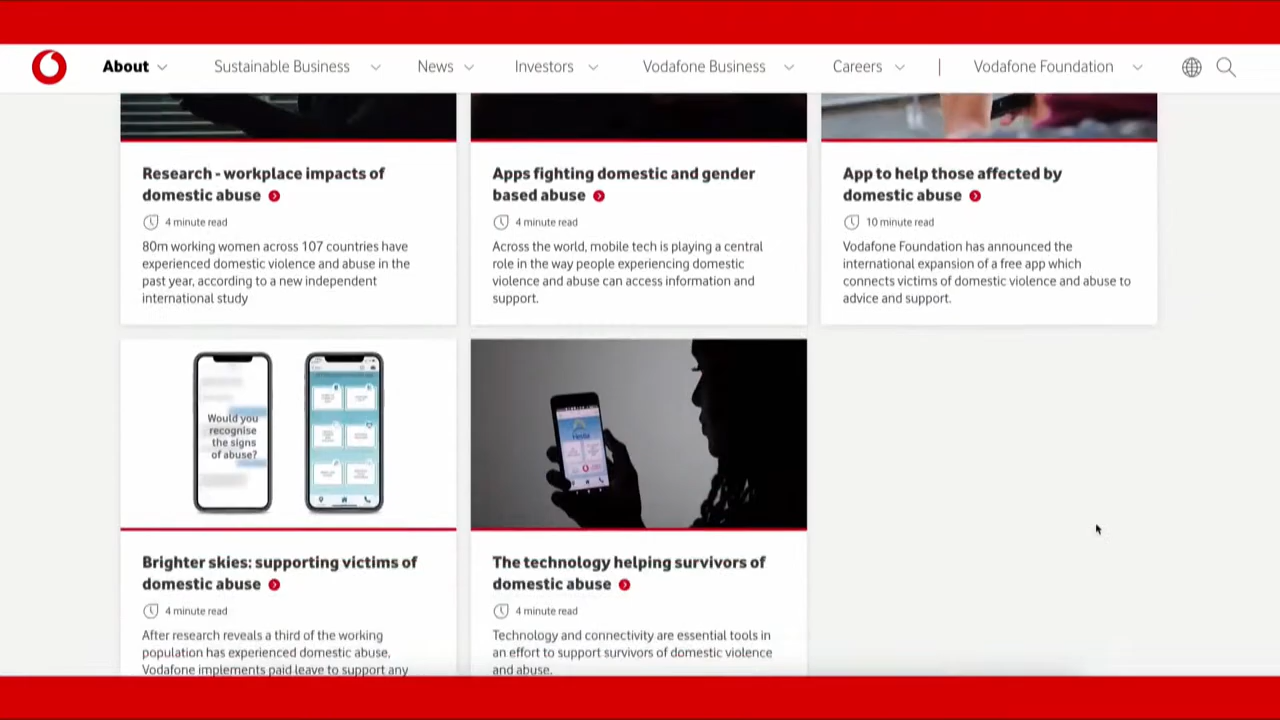 About
Sustainable Business
News
Investors
Vodafone Business
Careers
Vodafone Foundation
Research - workplace impacts of
domestic abuse
4 minute read
80m working women across 107 countries have
experienced domestic violence and abuse in the
past year, according to a new independent
international study
Apps fighting domestic and gender
based abuse
4 minute read
Across the world, mobile tech is playing a central
role in the way people experiencing domestic
violence and abuse can access information and
support.
App to help those affected by
domestic abuse
10 minute read
Vodafone Foundation has announced the
international expansion of a free app which
connects victims of domestic violence and abuse to
advice and support.
Would you
recognise
the signs
of abuse?
Brighter skies: supporting victims of
domestic abuse
4 minute read
After research reveals a third of the working
population has experienced domestic abuse,
Vodafone implements paid leave to support any
The technology helping survivors of
domestic abuse
4 minute read
Technology and connectivity are essential tools in
an effort to support survivors of domestic violence
and abuse.